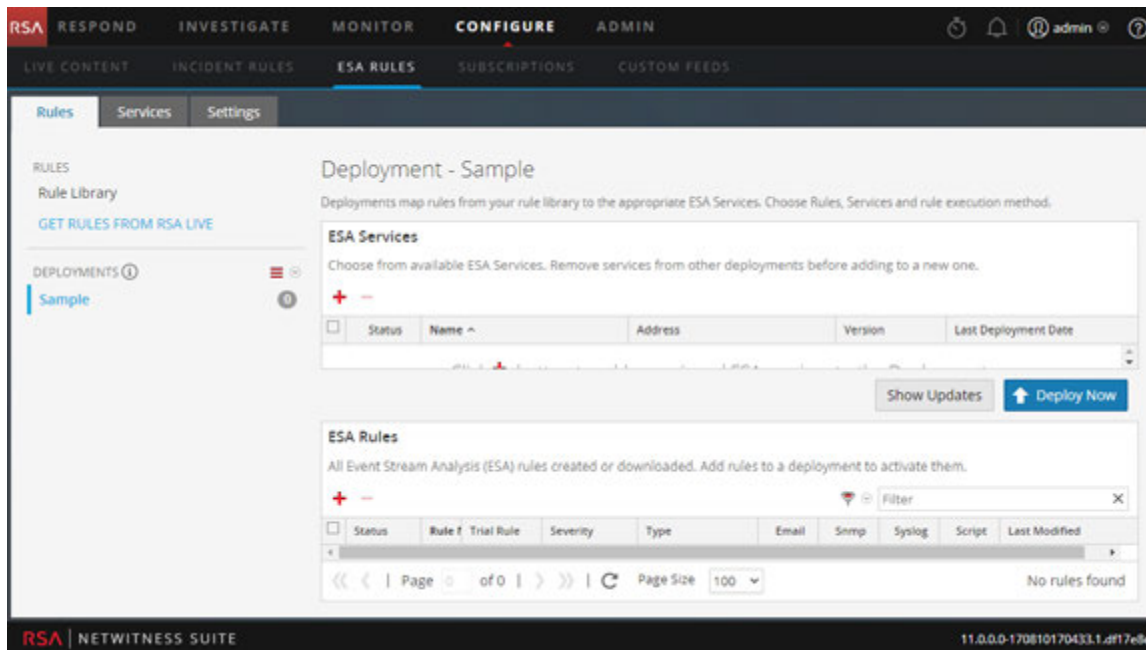 RSA RESPOND INVESTIGATE MONITOR CONFIGURE ADMIN admin
LIVE CONTENT INCIDENT RULES ESA RULES SUBSCRIPTIONS CUSTOM FEEDS
Rules Services Settings
RULES
Rule Library
GET RULES FROM RSA LIVE
DEPLOYMENTS
Sample 0
Deployment - Sample
Deployments map rules from your rule library to the appropriate ESA Services. Choose Rules, Services and rule execution method.
ESA Services
Choose from available ESA Services. Remove services from other deployments before adding to a new one.
Status Name Address Version Last Deployment Date
Show Updates Deploy Now
ESA Rules
All Event Stream Analysis (ESA) rules created or downloaded. Add rules to a deployment to activate them.
Filter
Status Rule Trial Rule Severity Type Email Snmp Syslog Script Last Modified
Page 0 of 0 Page Size 100 No rules found
RSA NETWITNESS SUITE 11.0.0.0-170810170433.1.df17e8